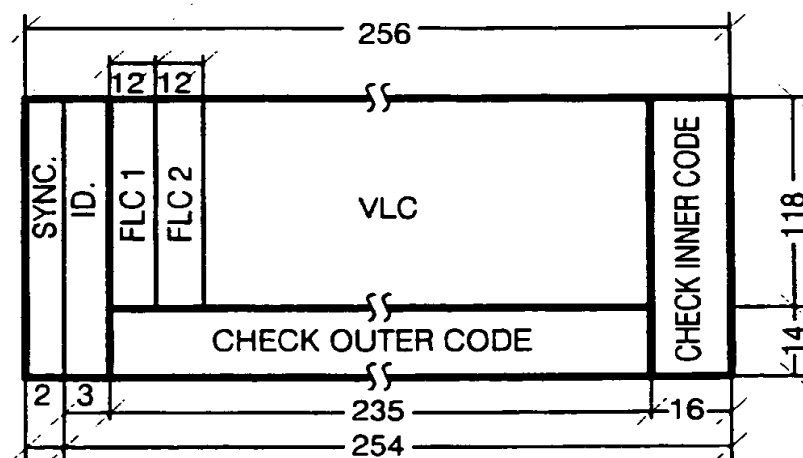 256
12 12
SYNC.
ID.
FLC 1
FLC 2
VLC
CHECK INNER CODE
118
CHECK OUTER CODE
14
2 3 235 16
254